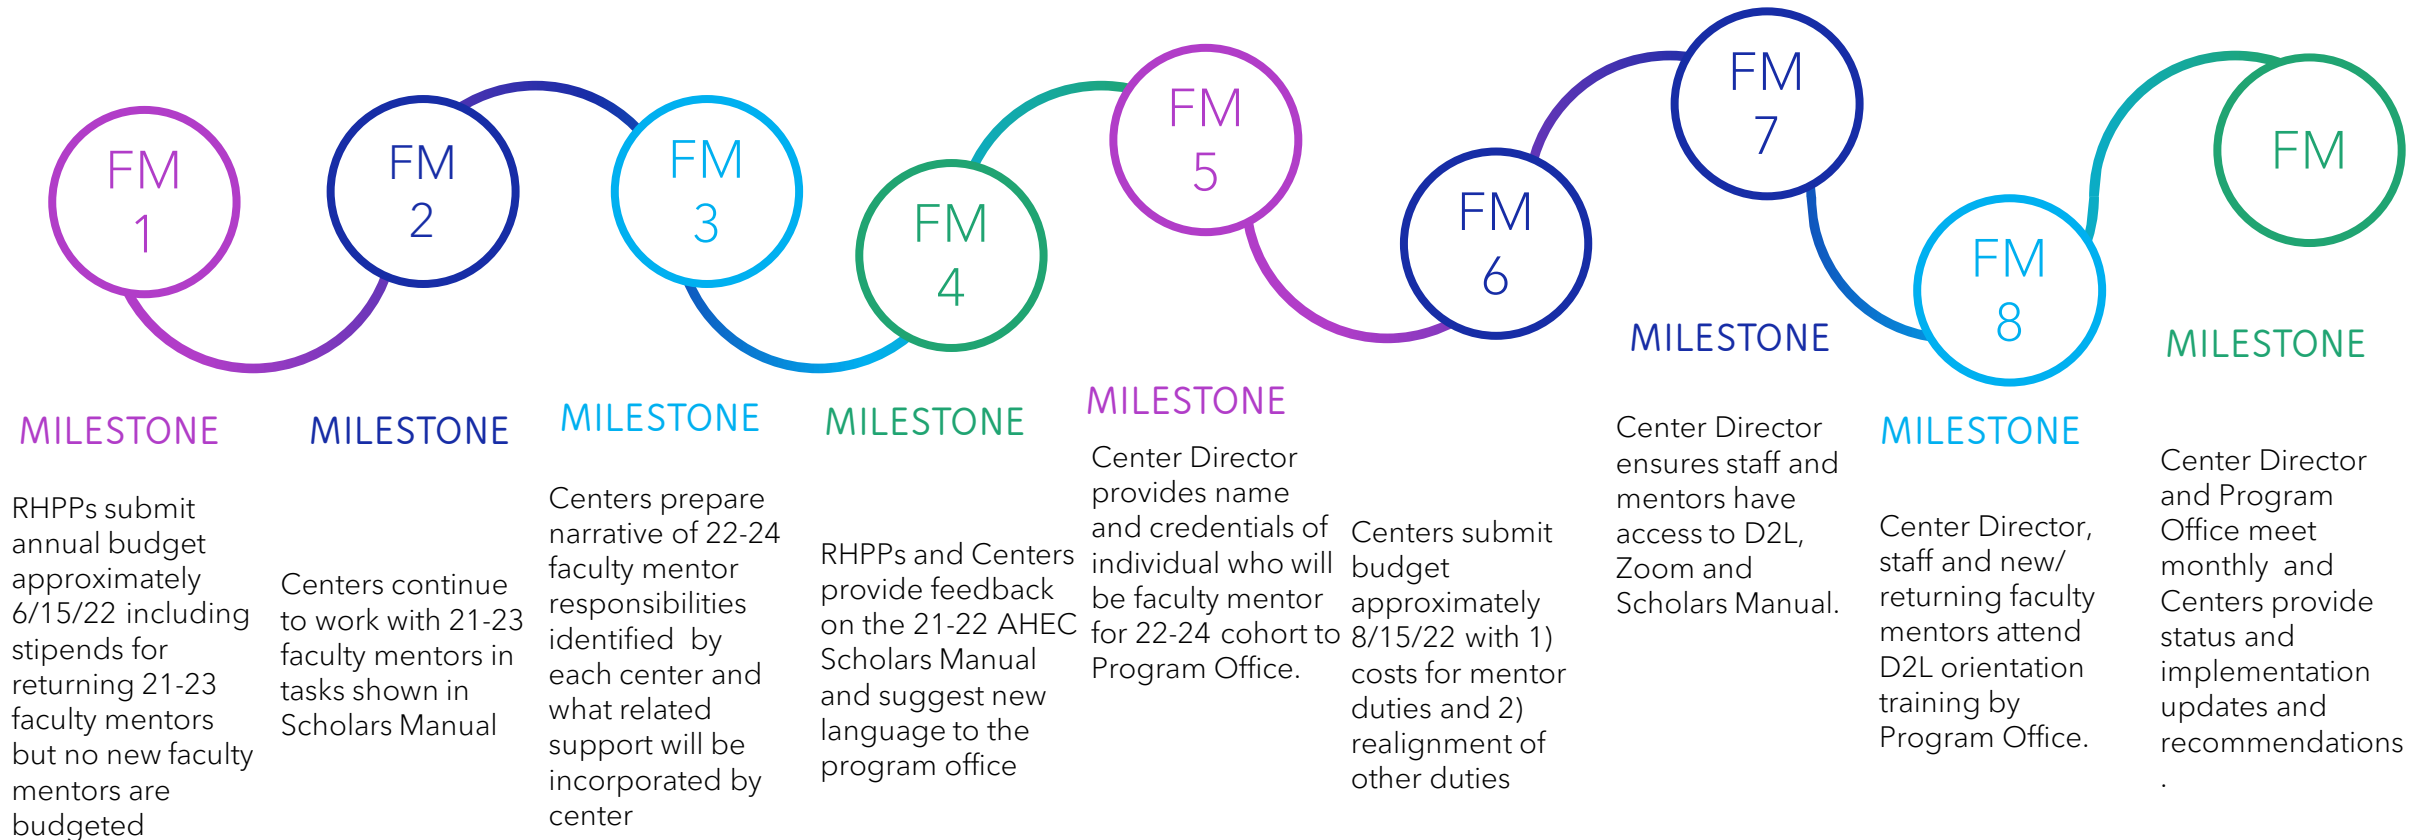 FM
1
MILESTONE
RHPPs submit
annual budget
approximately
6/15/22 including
stipends for
returning 21-23
faculty mentors
but no new faculty
mentors are
budgeted
FM
2
MILESTONE
Centers continue
to work with 21-23
faculty mentors in
tasks shown in
Scholars Manual
FM
3
MILESTONE
Centers prepare
narrative of 22-24
faculty mentor
responsibilities
identified by
each center and
what related
support will be
incorporated by
center
FM
4
MILESTONE
RHPPs and Centers
provide feedback
on the 21-22 AHEC
Scholars Manual
and suggest new
language to the
program office
FM
5
MILESTONE
Center Director
provides name
and credentials of
individual who will
be faculty mentor
for 22-24 cohort to
Program Office.
FM
6
Centers submit
budget
approximately
8/15/22 with 1)
costs for mentor
duties and 2)
realignment of
other duties
FM
7
MILESTONE
Center Director
ensures staff and
mentors have
access to D2L,
Zoom and
Scholars Manual.
FM
8
MILESTONE
Center Director,
staff and new/
returning faculty
mentors attend
D2L orientation
training by
Program Office.
FM
MILESTONE
Center Director
and Program
Office meet
monthly and
Centers provide
status and
implementation
updates and
recommendations
.